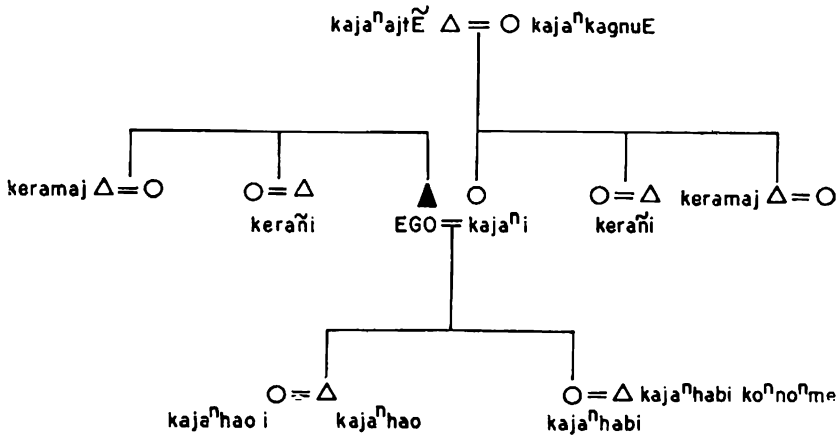 kajaⁿajtẼ kajaⁿkagnuE
keramaj kerañi EGO kajaⁿi kerañi keramaj
kajaⁿhao i kajaⁿhao kajaⁿhabi kajaⁿhabi koⁿnoⁿme